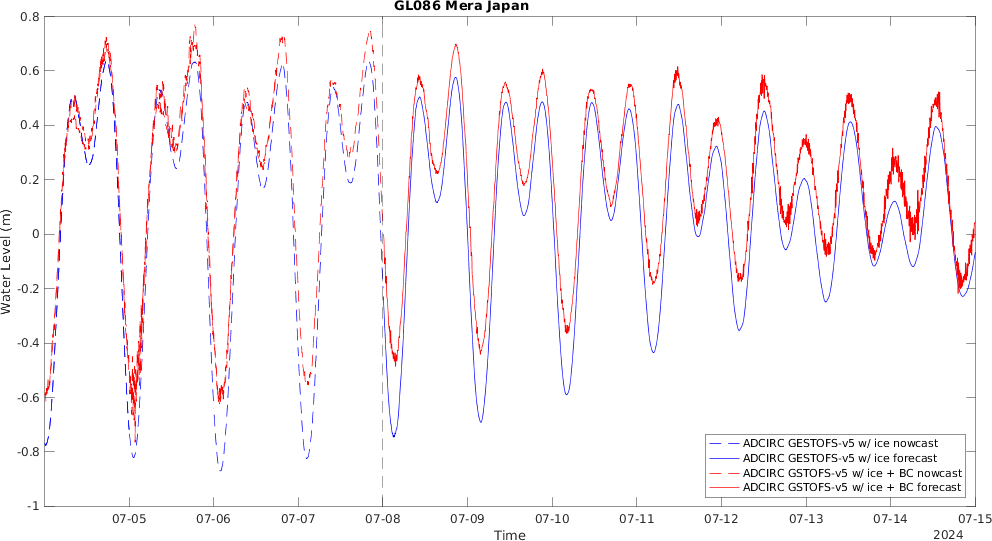 GL086 Mera Japan
0.8
0.6
0.4
0.2
0
-0.2
-0.4
-0.6
-0.8
-1
Water Level (m)
07-05 07-06 07-07 07-08 07-09 07-10 07-11 07-12 07-13 07-14 07-15
Time
2024
ADCIRC GESTOFS-v5 w/ ice nowcast
ADCIRC GESTOFS-v5 w/ ice forecast
ADCIRC GSTOFS-v5 w/ ice + BC nowcast
ADCIRC GSTOFS-v5 w/ ice + BC forecast